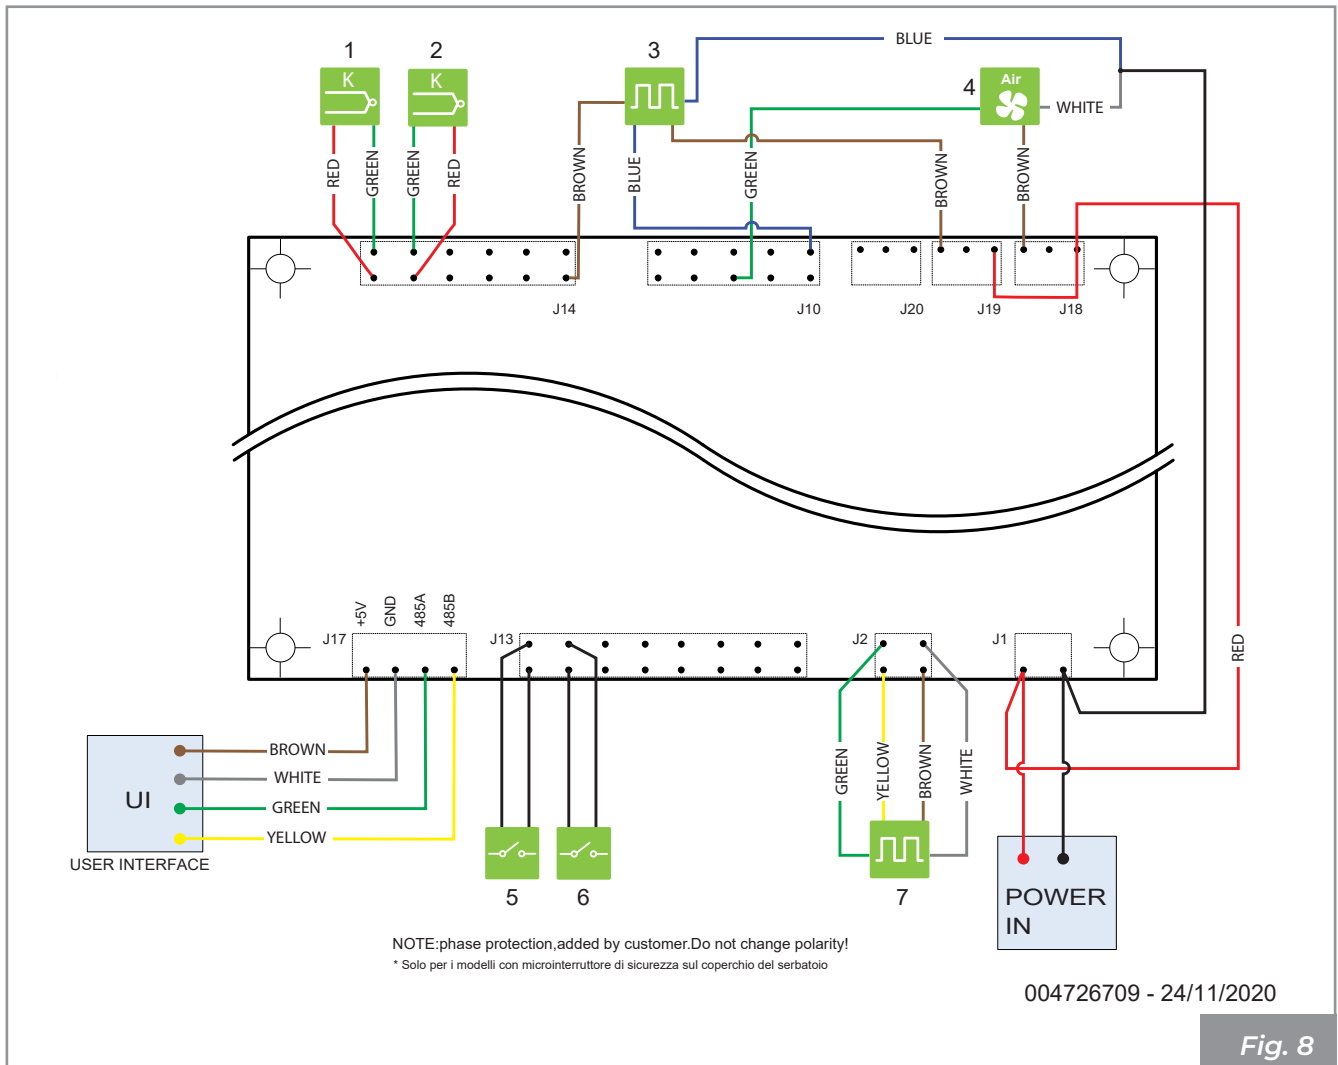 1
2
3
4
K
K
Air
BLUE
WHITE
RED
GREEN
GREEN
RED
BROWN
BLUE
GREEN
BROWN
BROWN
J14
J10
J20
J19
J18
RED
+5V
GND
485A
485B
J17
J13
J2
J1
BROWN
WHITE
GREEN
YELLOW
UI
USER INTERFACE
GREEN
YELLOW
BROWN
WHITE
5
6
7
POWER
IN
NOTE:phase protection,added by customer.Do not change polarity!
* Solo per i modelli con microinterruttore di sicurezza sul coperchio del serbatoio
004726709 - 24/11/2020
Fig. 8